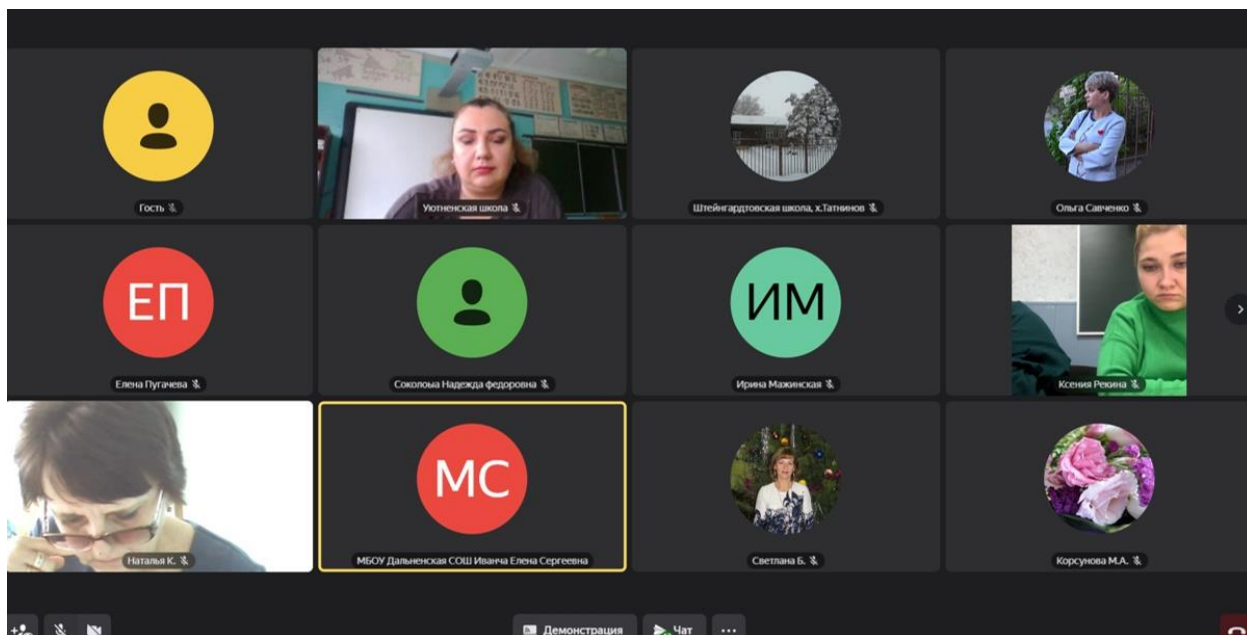 Гость
Уютненская школа
Штейнгардтовская школа, х.Татнинов
Ольга Савченко
ЕП
Елена Пугачева
Соколоыа Надежда федоровна
ИМ
Ирина Мажинская
Ксения Рекина
Наталья К.
МС
МБОУ Дальненская СОШ Иванча Елена Сергеевна
Светлана Б.
Корсунова М.А.
Демонстрация
Чат